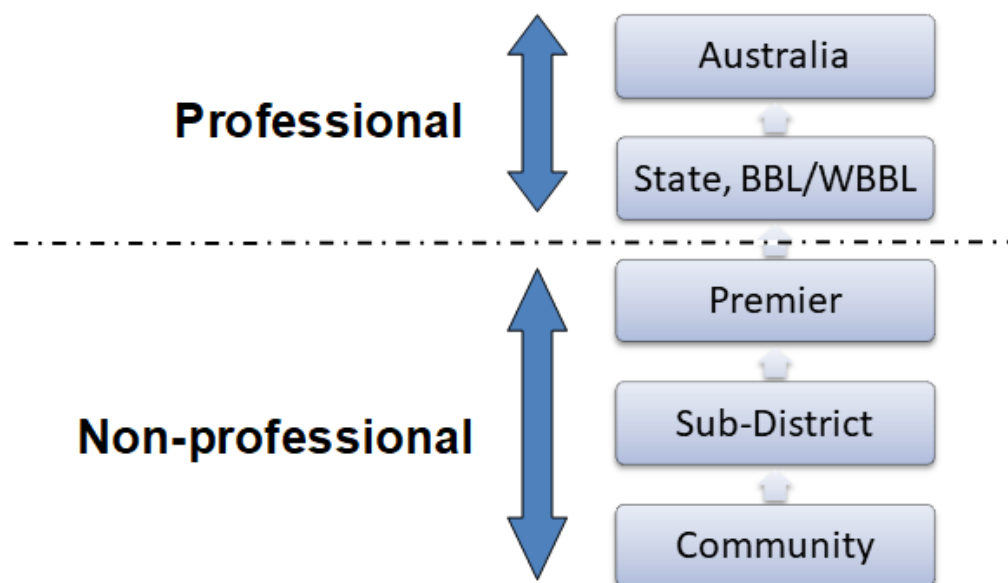 Australia
Professional
State, BBL/WBBL
Premier
Sub-District
Non-professional
Community